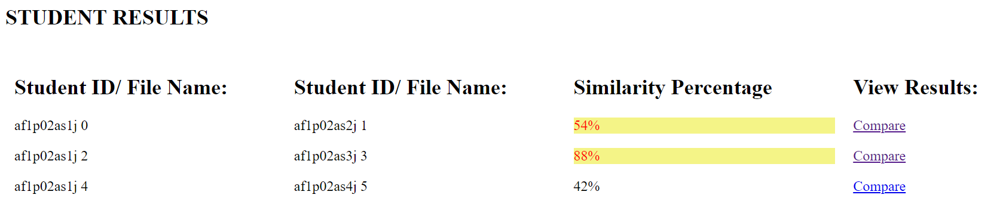 STUDENT RESULTS
Student ID/ File Name: Student ID/ File Name: Similarity Percentage View Results:
af1p02as1j 0 af1p02as2j 1 54% Compare
af1p02as1j 2 af1p02as3j 3 88% Compare
af1p02as1j 4 af1p02as4j 5 42% Compare